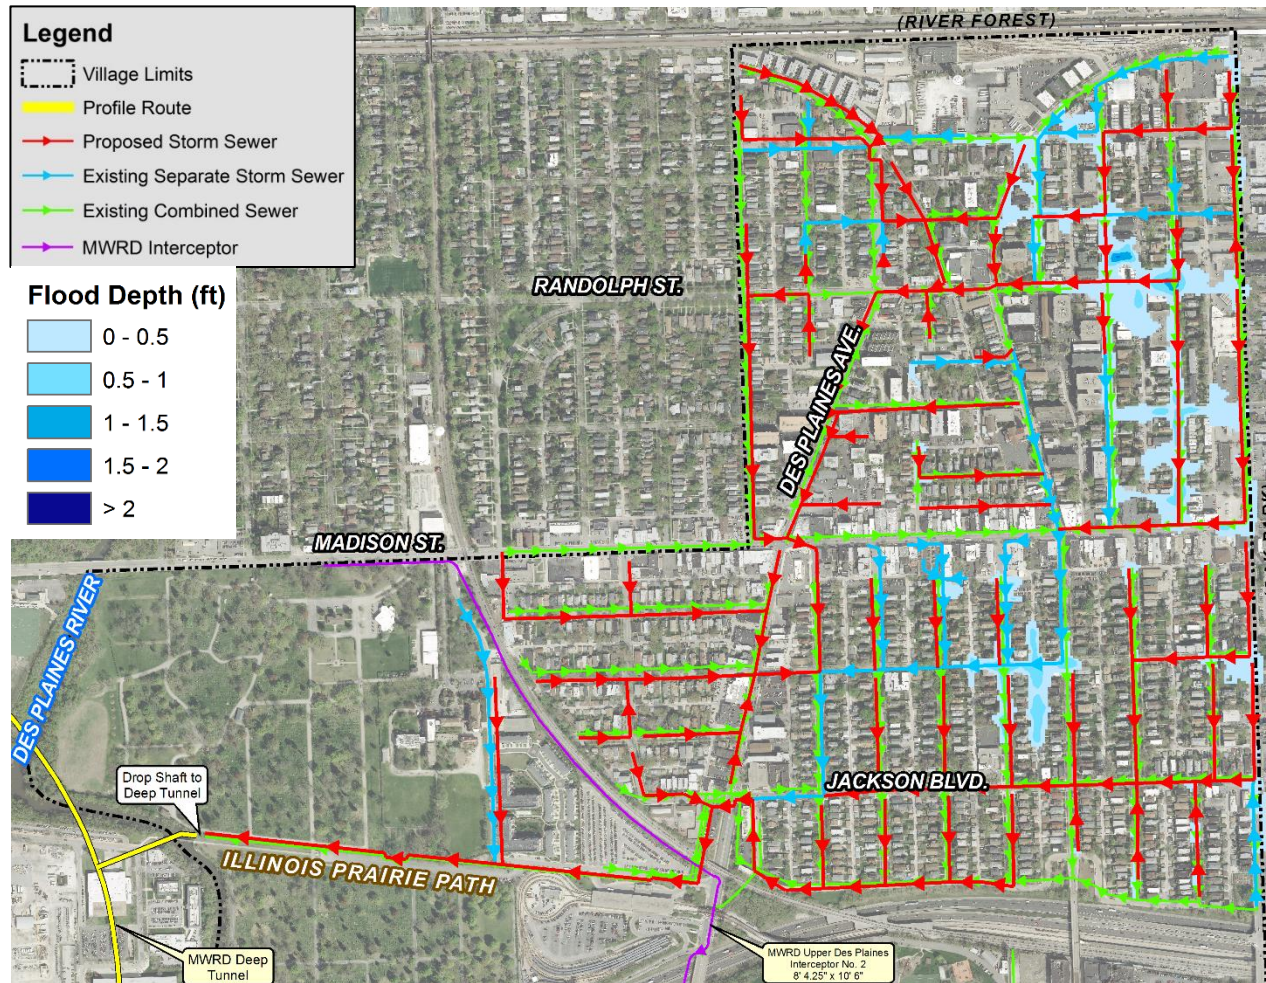 Legend
Village Limits
Profile Route
Proposed Storm Sewer
Existing Separate Storm Sewer
Existing Combined Sewer
MWRD Interceptor
Flood Depth (ft)
0 - 0.5
0.5 - 1
1 - 1.5
1.5 - 2
> 2
(RIVER FOREST)
RANDOLPH ST.
DES PLAINES AVE.
MADISON ST.
DES PLAINES RIVER
Drop Shaft to
Deep Tunnel
JACKSON BLVD.
ILLINOIS PRAIRIE PATH
MWRD Deep
Tunnel
MWRD Upper Des Plaines
Interceptor No. 2
8' 4.25" x 10' 6"